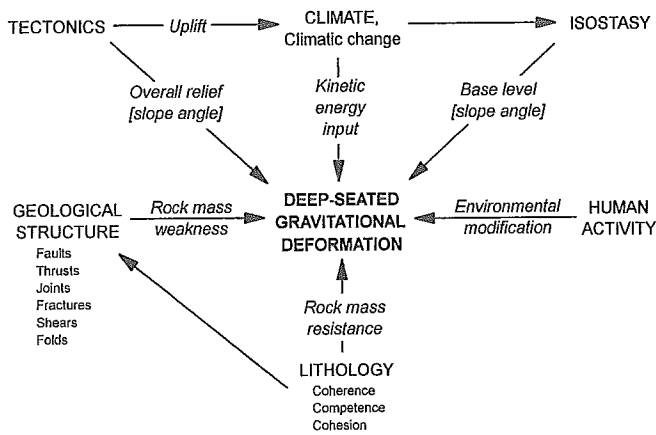 TECTONICS
Uplift
CLIMATE,
Climatic change
ISOSTASY
Overall relief
[slope angle]
Kinetic
energy
input
Base level
[slope angle]
GEOLOGICAL
STRUCTURE
Faults
Thrusts
Joints
Fractures
Shears
Folds
Rock mass
weakness
DEEP-SEATED
GRAVITATIONAL
DEFORMATION
Environmental
modification
HUMAN
ACTIVITY
Rock mass
resistance
LITHOLOGY
Coherence
Competence
Cohesion